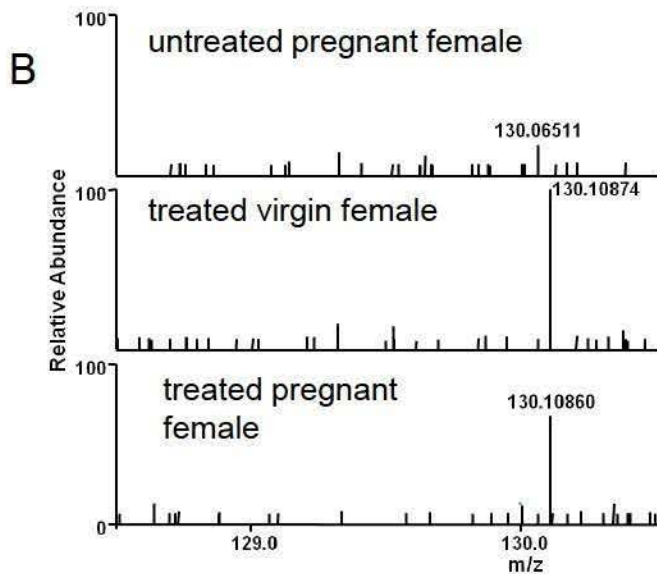 B
100
untreated pregnant female
130.06511
100
treated virgin female
130.10874
Relative Abundance
100
treated pregnant
female
130.10860
0
129.0
130.0
m/z